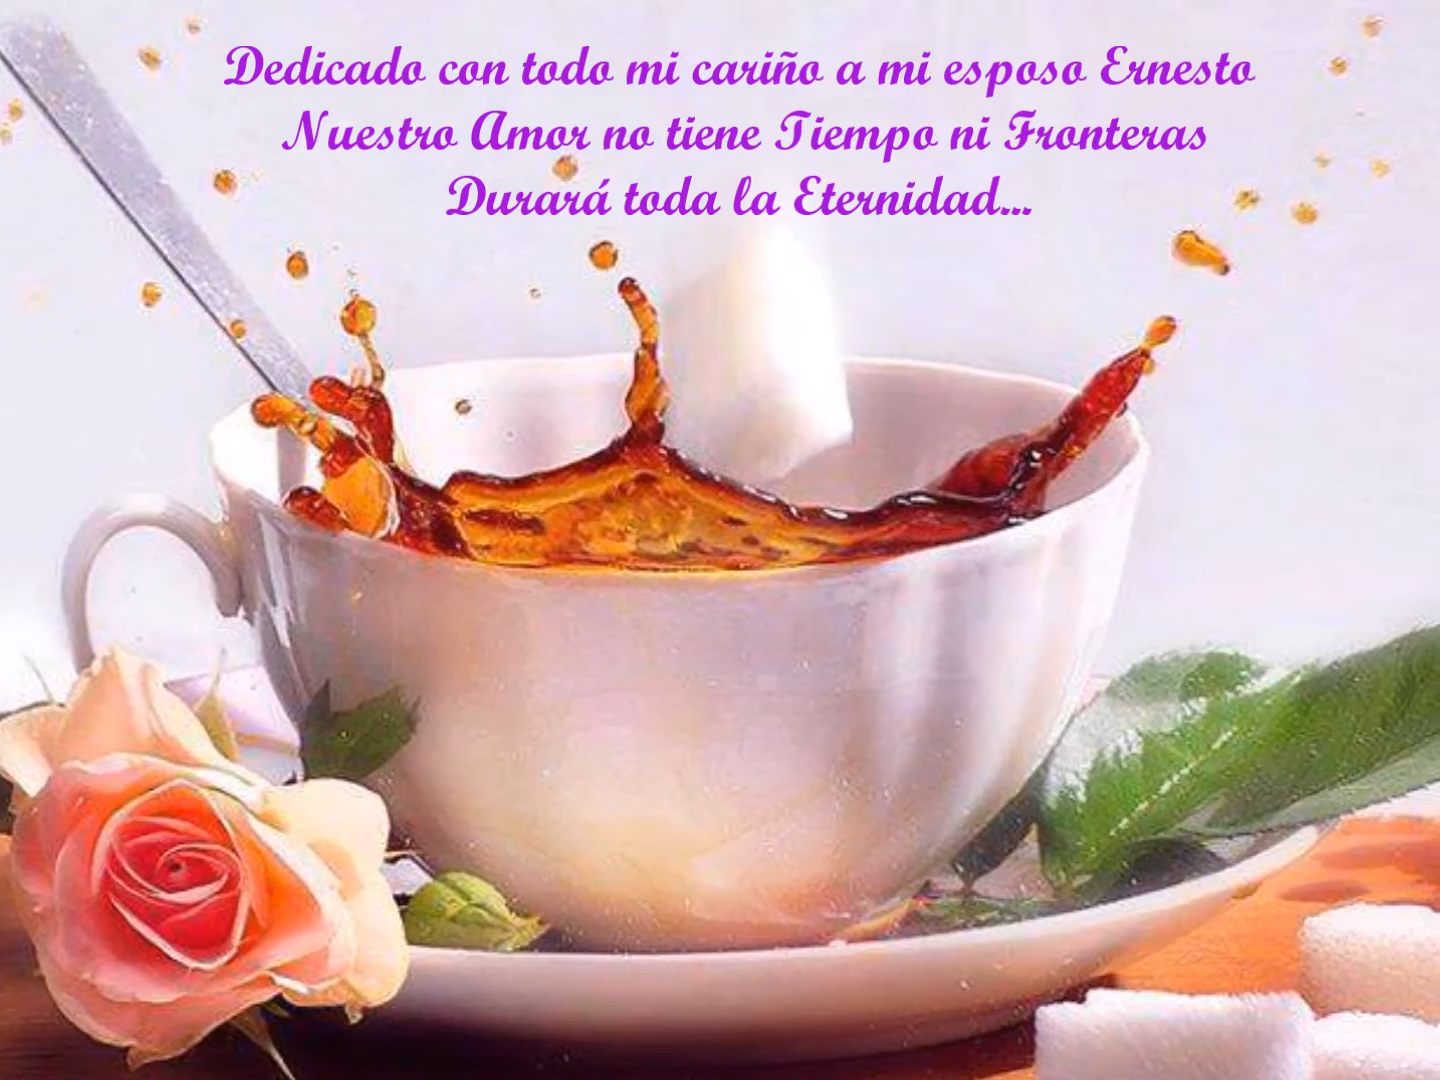 Dedicado con todo mi cariño a mi esposo Ernesto
Nuestro Amor no tiene Tiempo ni Fronteras
Durará toda la Eternidad...